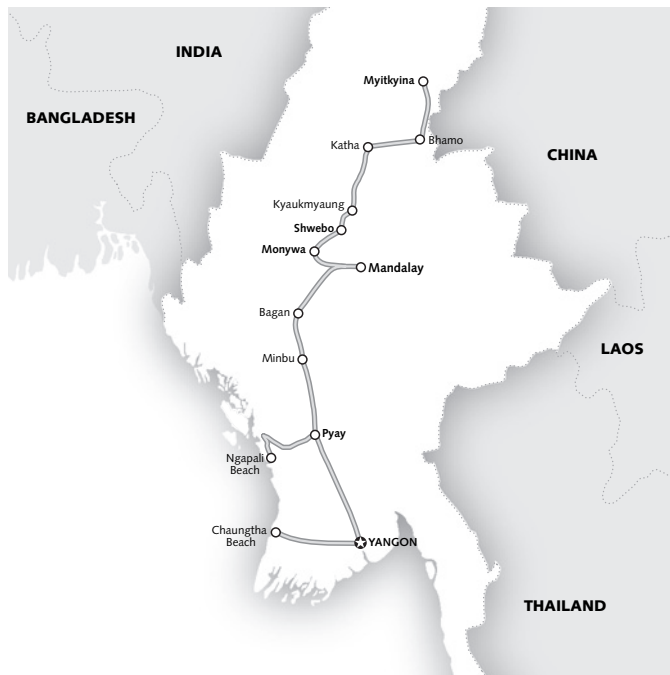 INDIA
Myitkyina
BANGLADESH
Katha
Bhamo
CHINA
Kyaukmyaung
Shwebo
Monywa
Mandalay
Bagan
LAOS
Minbu
Pyay
Ngapali
Beach
Chaungtha
Beach
YANGON
THAILAND